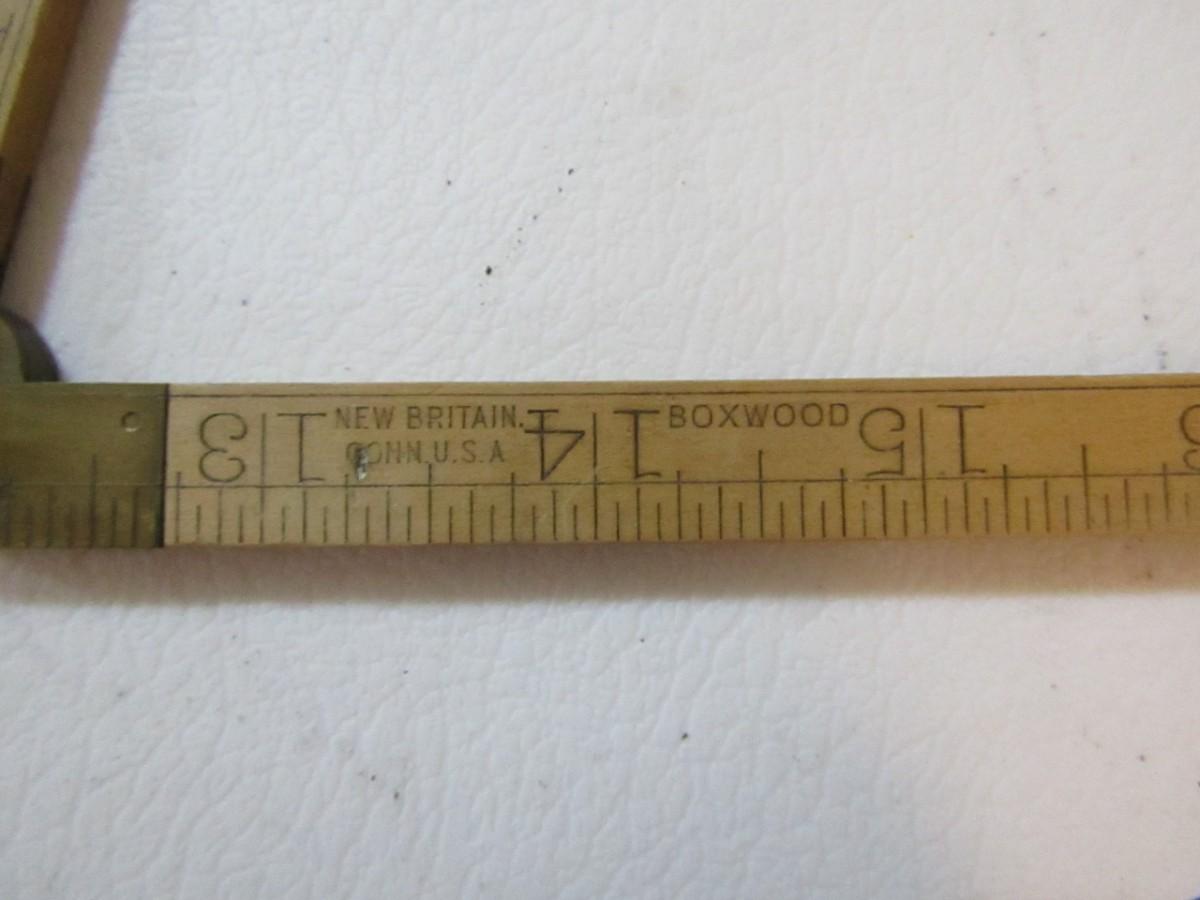 13
NEW BRITAIN.
CONN. U.S.A
14
BOXWOOD
15